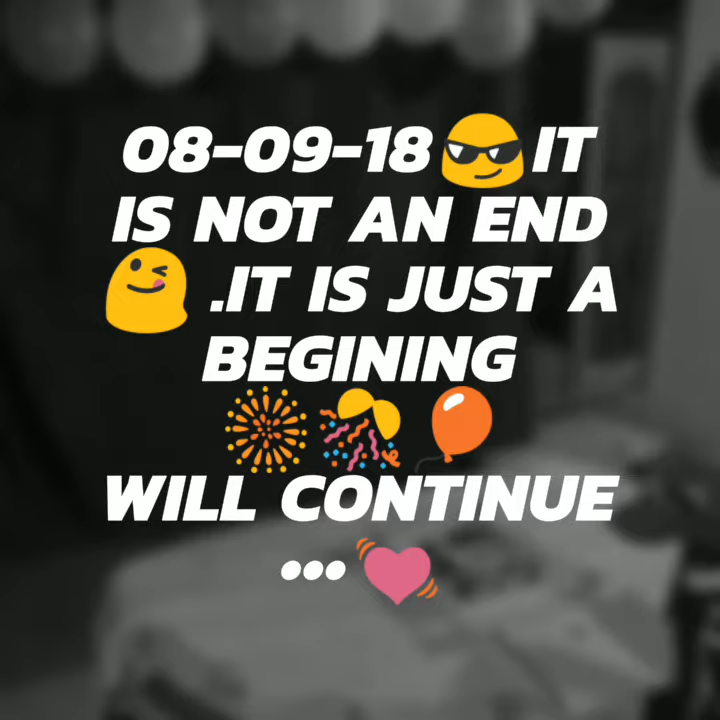 08-09-18 😎 IT
IS NOT AN END
😜 .IT IS JUST A
BEGINING
🎆 🎊 🎈
WILL CONTINUE
... 💓